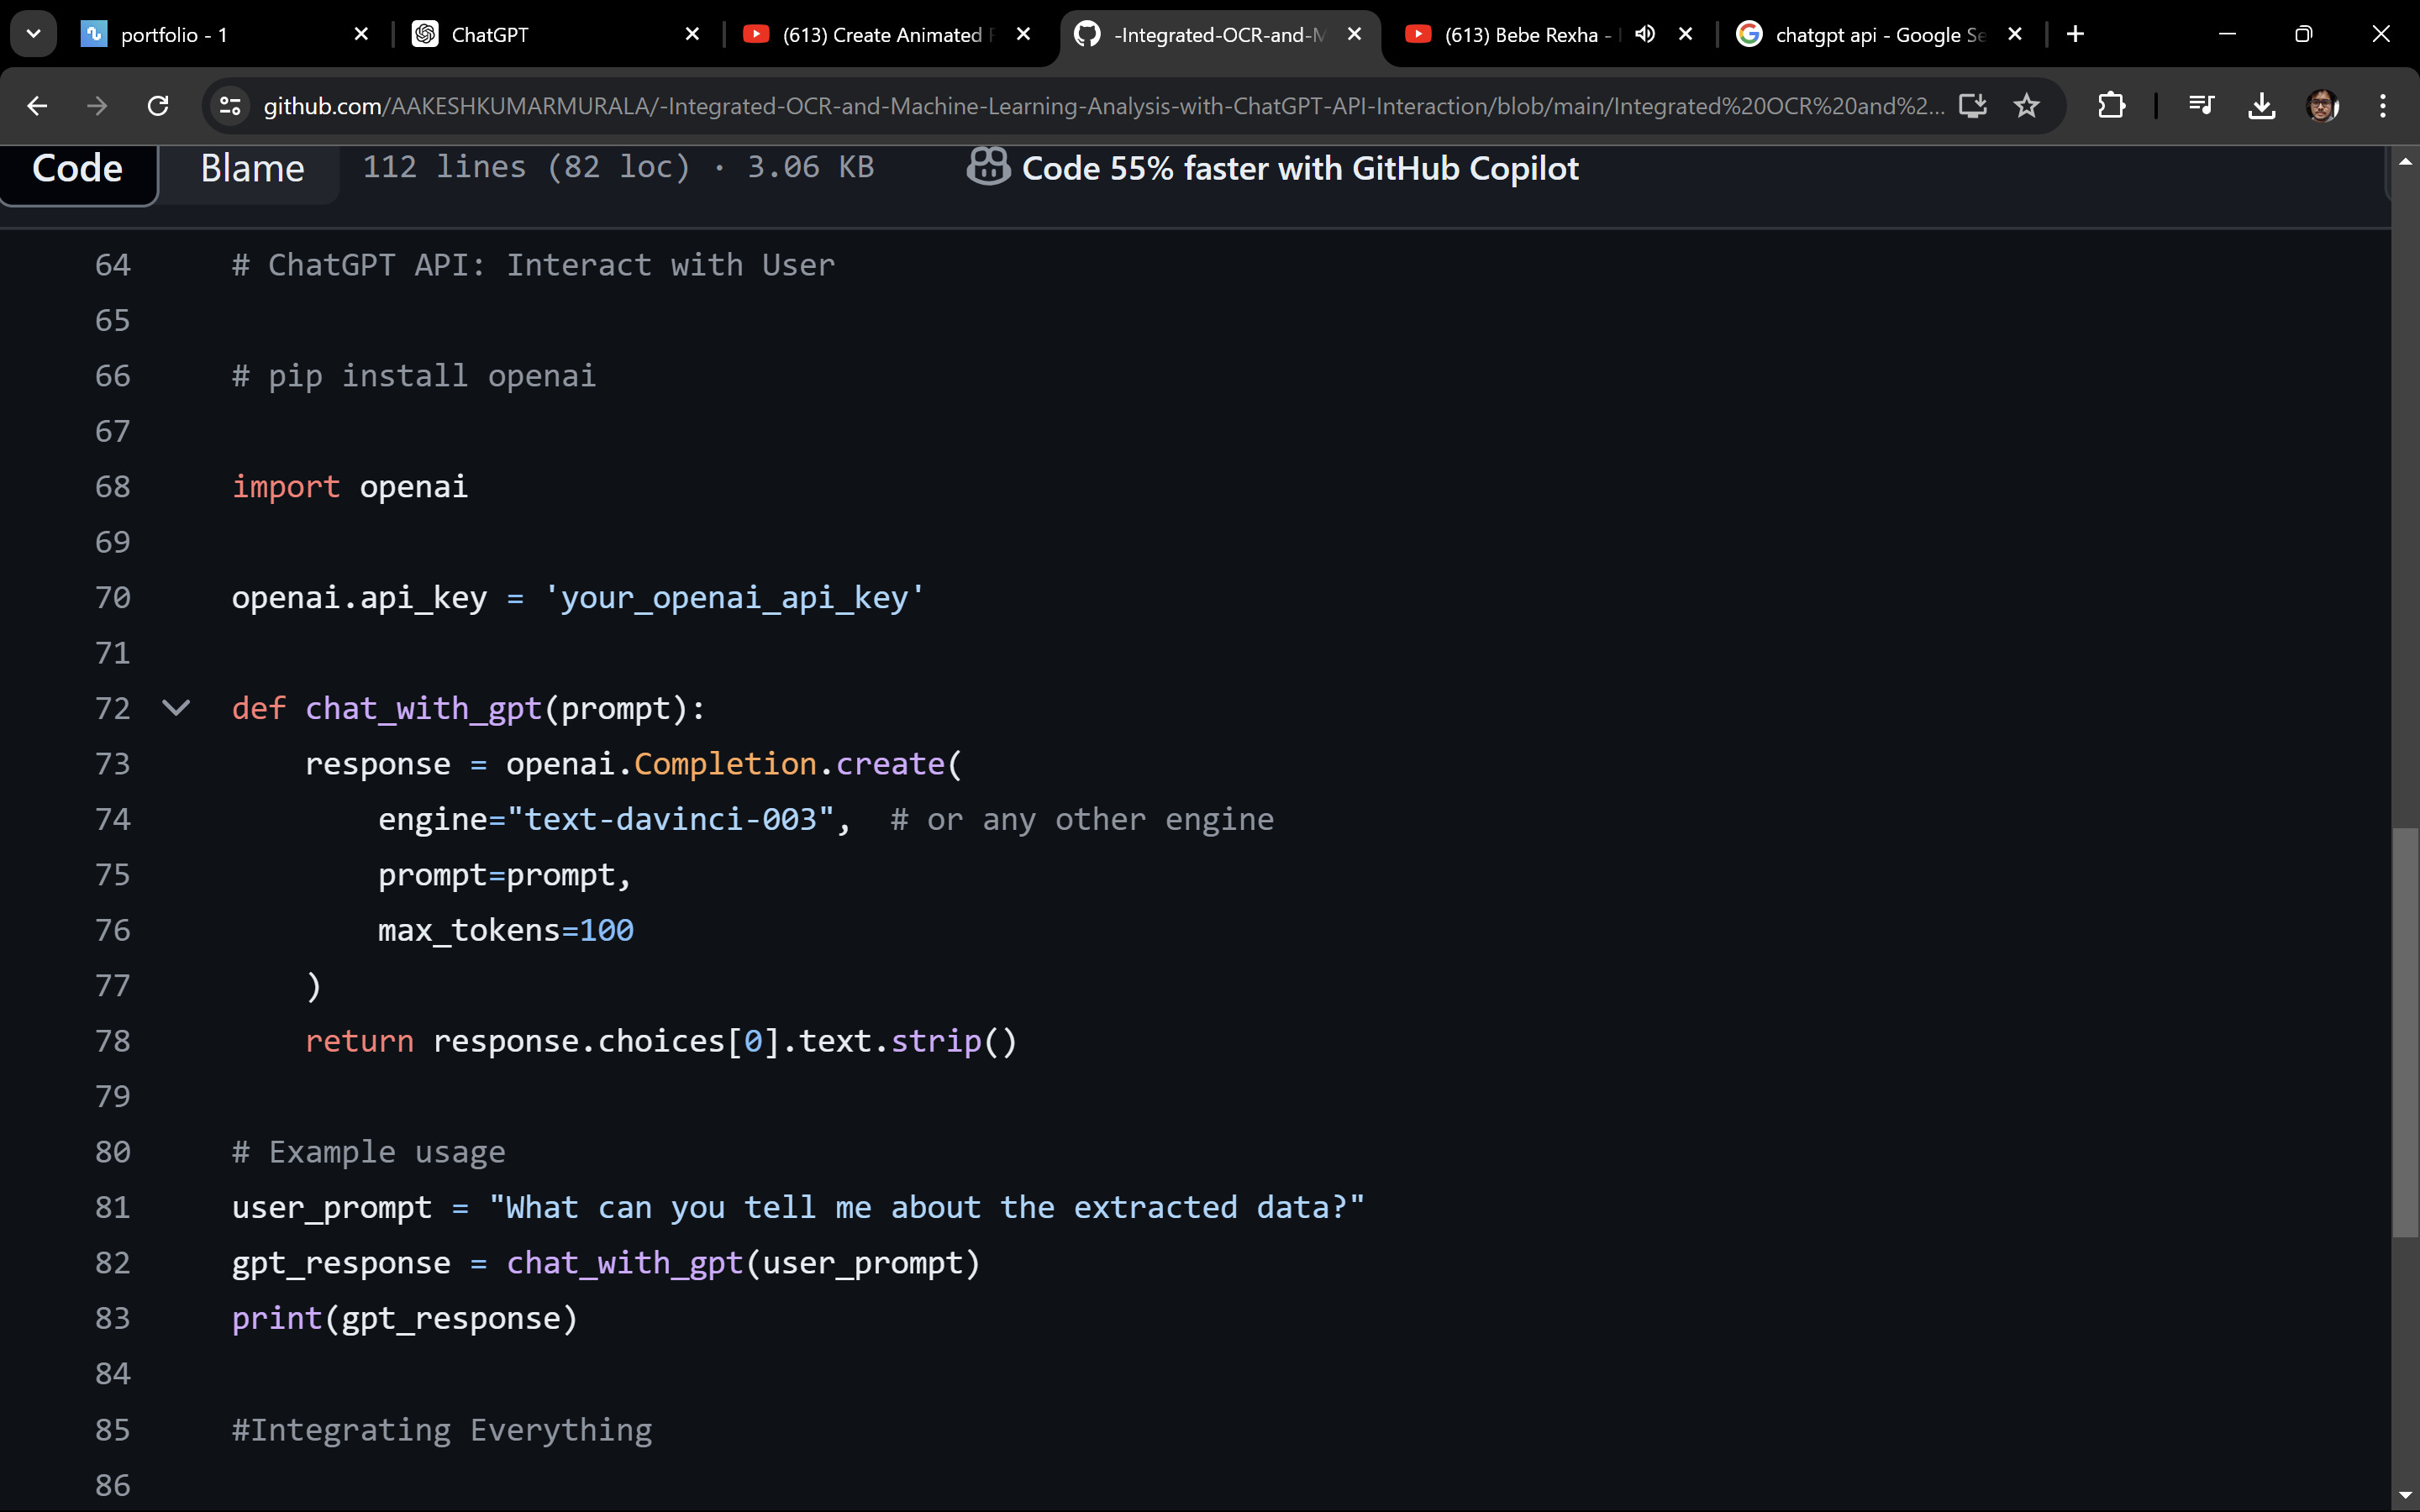 portfolio - 1
ChatGPT
(613) Create Animated
-Integrated-OCR-and-M
(613) Bebe Rexha -
chatgpt api - Google Se
github.com/AAKESHKUMARMURALA/-Integrated-OCR-and-Machine-Learning-Analysis-with-ChatGPT-API-Interaction/blob/main/Integrated%20OCR%20and%2...
Code Blame 112 lines (82 loc) · 3.06 KB Code 55% faster with GitHub Copilot
64 # ChatGPT API: Interact with User
65
66 # pip install openai
67
68 import openai
69
70 openai.api_key = 'your_openai_api_key'
71
72 def chat_with_gpt(prompt):
73 response = openai.Completion.create(
74 engine="text-davinci-003", # or any other engine
75 prompt=prompt,
76 max_tokens=100
77 )
78 return response.choices[0].text.strip()
79
80 # Example usage
81 user_prompt = "What can you tell me about the extracted data?"
82 gpt_response = chat_with_gpt(user_prompt)
83 print(gpt_response)
84
85 #Integrating Everything
86